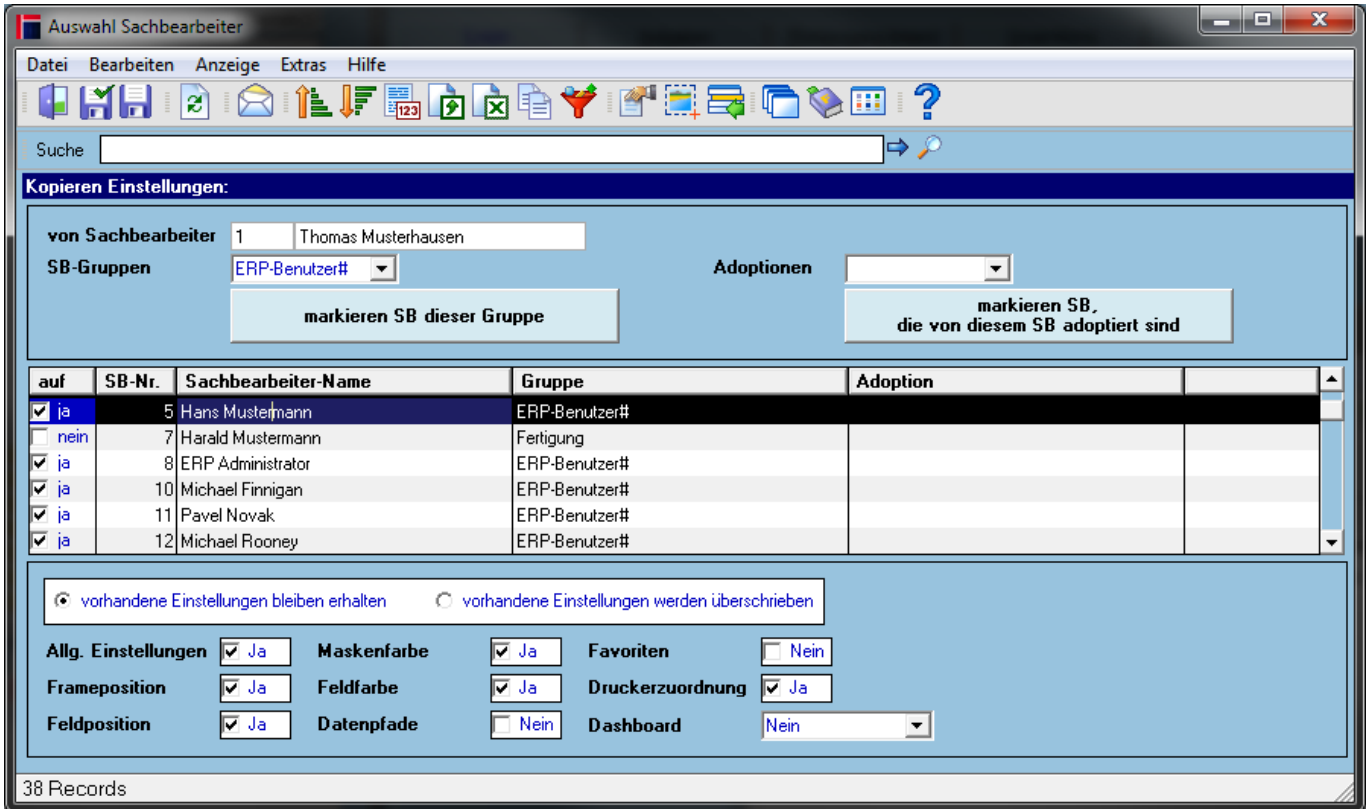 Auswahl Sachbearbeiter
Datei Bearbeiten Anzeige Extras Hilfe
123
Suche
Kopieren Einstellungen:
von Sachbearbeiter 1 Thomas Musterhausen
SB-Gruppen ERP-Benutzer# Adoptionen
markieren SB dieser Gruppe
markieren SB,
die von diesem SB adoptiert sind
auf SB-Nr. Sachbearbeiter-Name Gruppe Adoption
ja 5 Hans Mustermann ERP-Benutzer#
nein 7 Harald Mustermann Fertigung
ja 8 ERP Administrator ERP-Benutzer#
ja 10 Michael Finnigan ERP-Benutzer#
ja 11 Pavel Novak ERP-Benutzer#
ja 12 Michael Rooney ERP-Benutzer#
vorhandene Einstellungen bleiben erhalten vorhandene Einstellungen werden überschrieben
Allg. Einstellungen Ja Maskenfarbe Ja Favoriten Nein
Frameposition Ja Feldfarbe Ja Druckerzuordnung Ja
Feldposition Ja Datenpfade Nein Dashboard Nein
38 Records